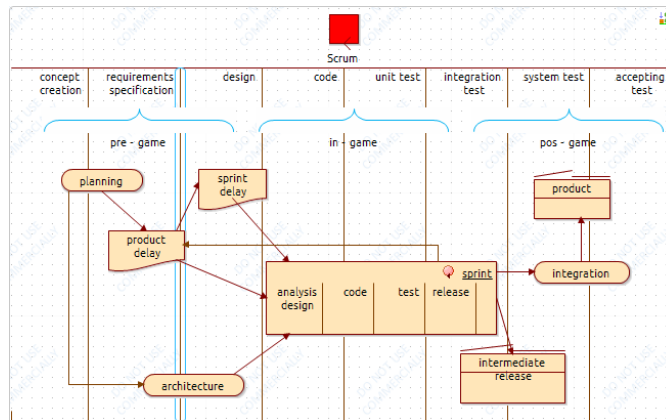 Scrum
concept
creation
requirements
specification
design
code
unit test
integration
test
system test
accepting
test
pre - game
in - game
pos - game
planning
sprint
delay
product
product
delay
sprint
integration
analysis
design
code
test
release
intermediate
release
architecture